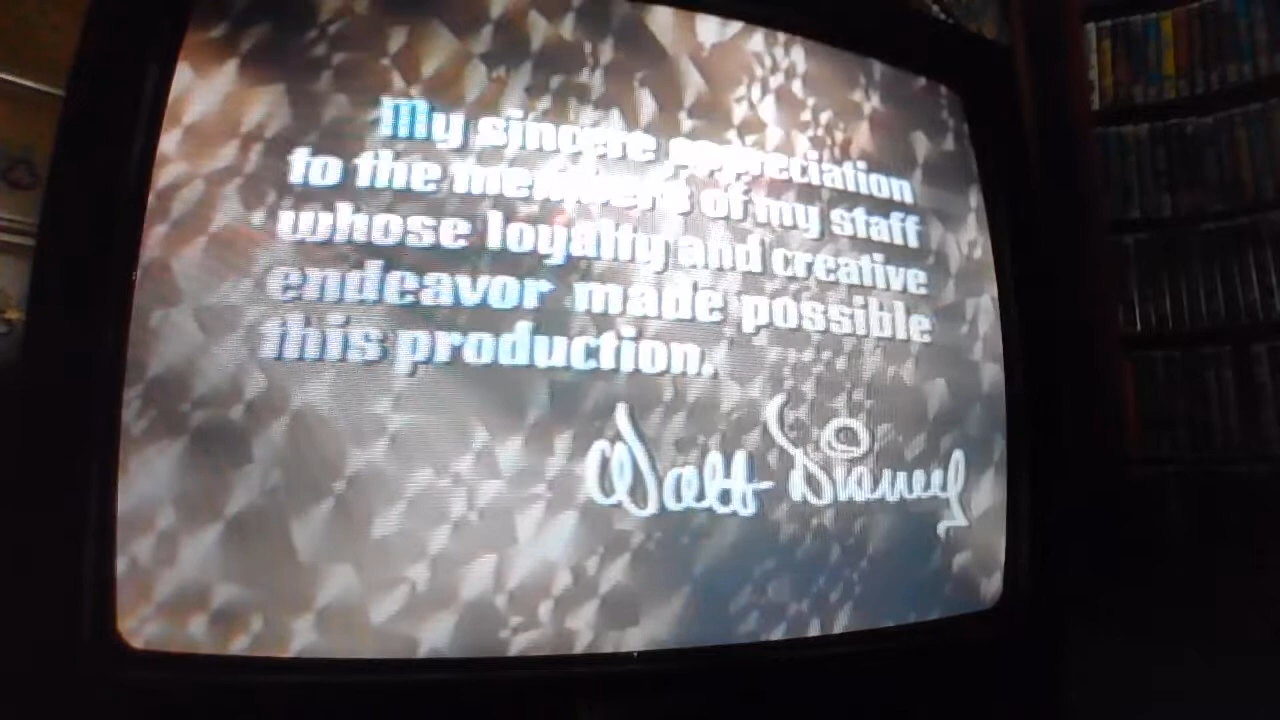 My sincere appreciation
to the members of my staff
whose loyalty and creative
endeavor made possible
this production.
Walt Disney